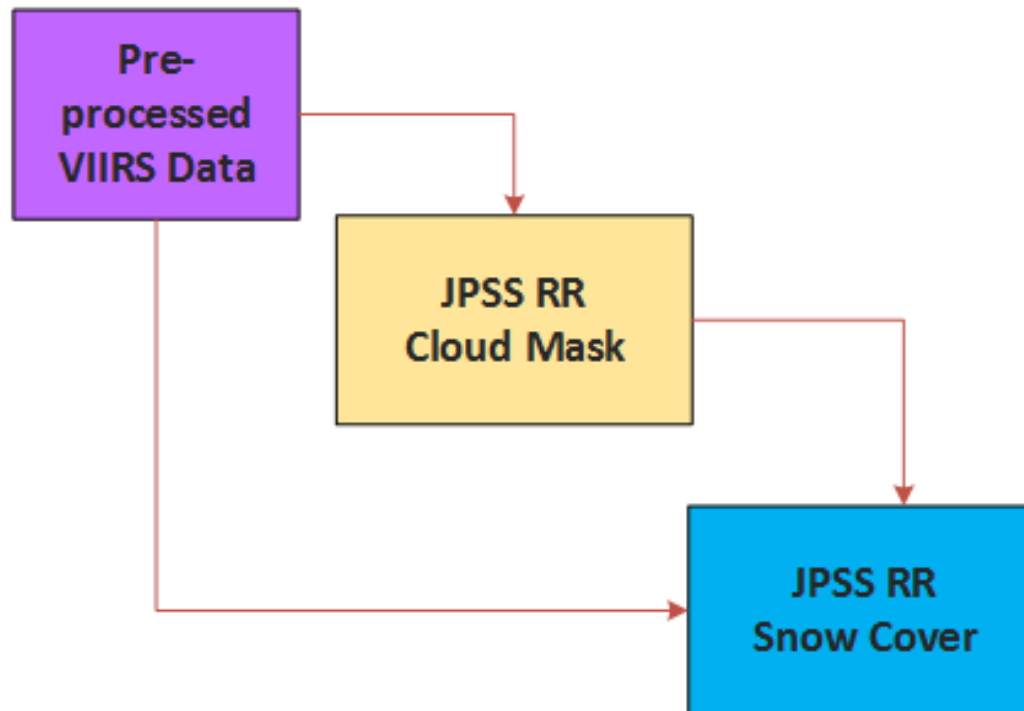 Pre-
processed
VIIRS Data
JPSS RR
Cloud Mask
JPSS RR
Snow Cover